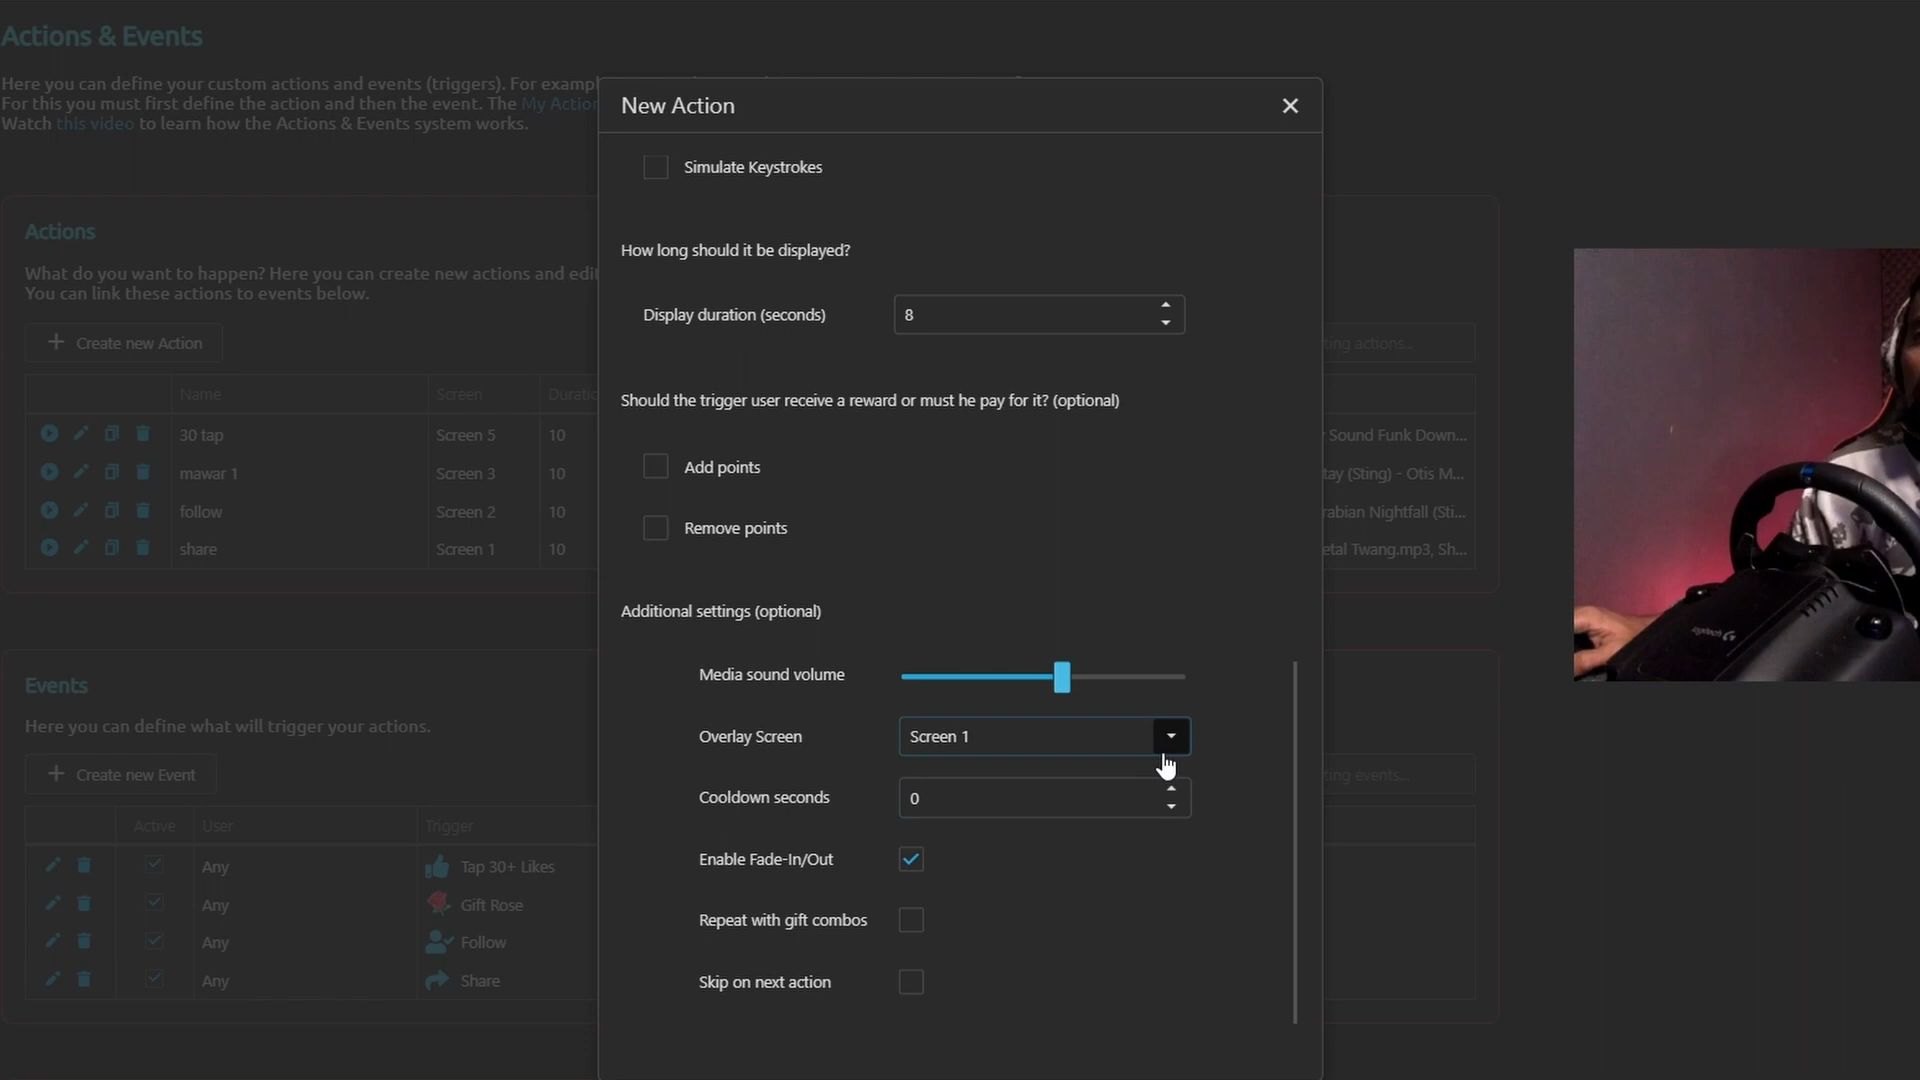 Actions & Events
Here you can define your custom actions and events (triggers). For exampl
For this you must first define the action and then the event. The My Action
Watch this video to learn how the Actions & Events system works.
Actions
What do you want to happen? Here you can create new actions and edit
You can link these actions to events below.
+ Create new Action
ting actions...
Name Screen Duratio
30 tap Screen 5 10 Sound Funk Down...
mawar 1 Screen 3 10 tay (Sting) - Otis M...
follow Screen 2 10 rabian Nightfall (Sti...
share Screen 1 10 etal Twang.mp3, Sh...
Events
Here you can define what will trigger your actions.
+ Create new Event
ting events...
Active User Trigger
Any Tap 30+ Likes
Any Gift Rose
Any Follow
Any Share
New Action
Simulate Keystrokes
How long should it be displayed?
Display duration (seconds) 8
Should the trigger user receive a reward or must he pay for it? (optional)
Add points
Remove points
Additional settings (optional)
Media sound volume
Overlay Screen Screen 1
Cooldown seconds 0
Enable Fade-In/Out
Repeat with gift combos
Skip on next action
logitech G